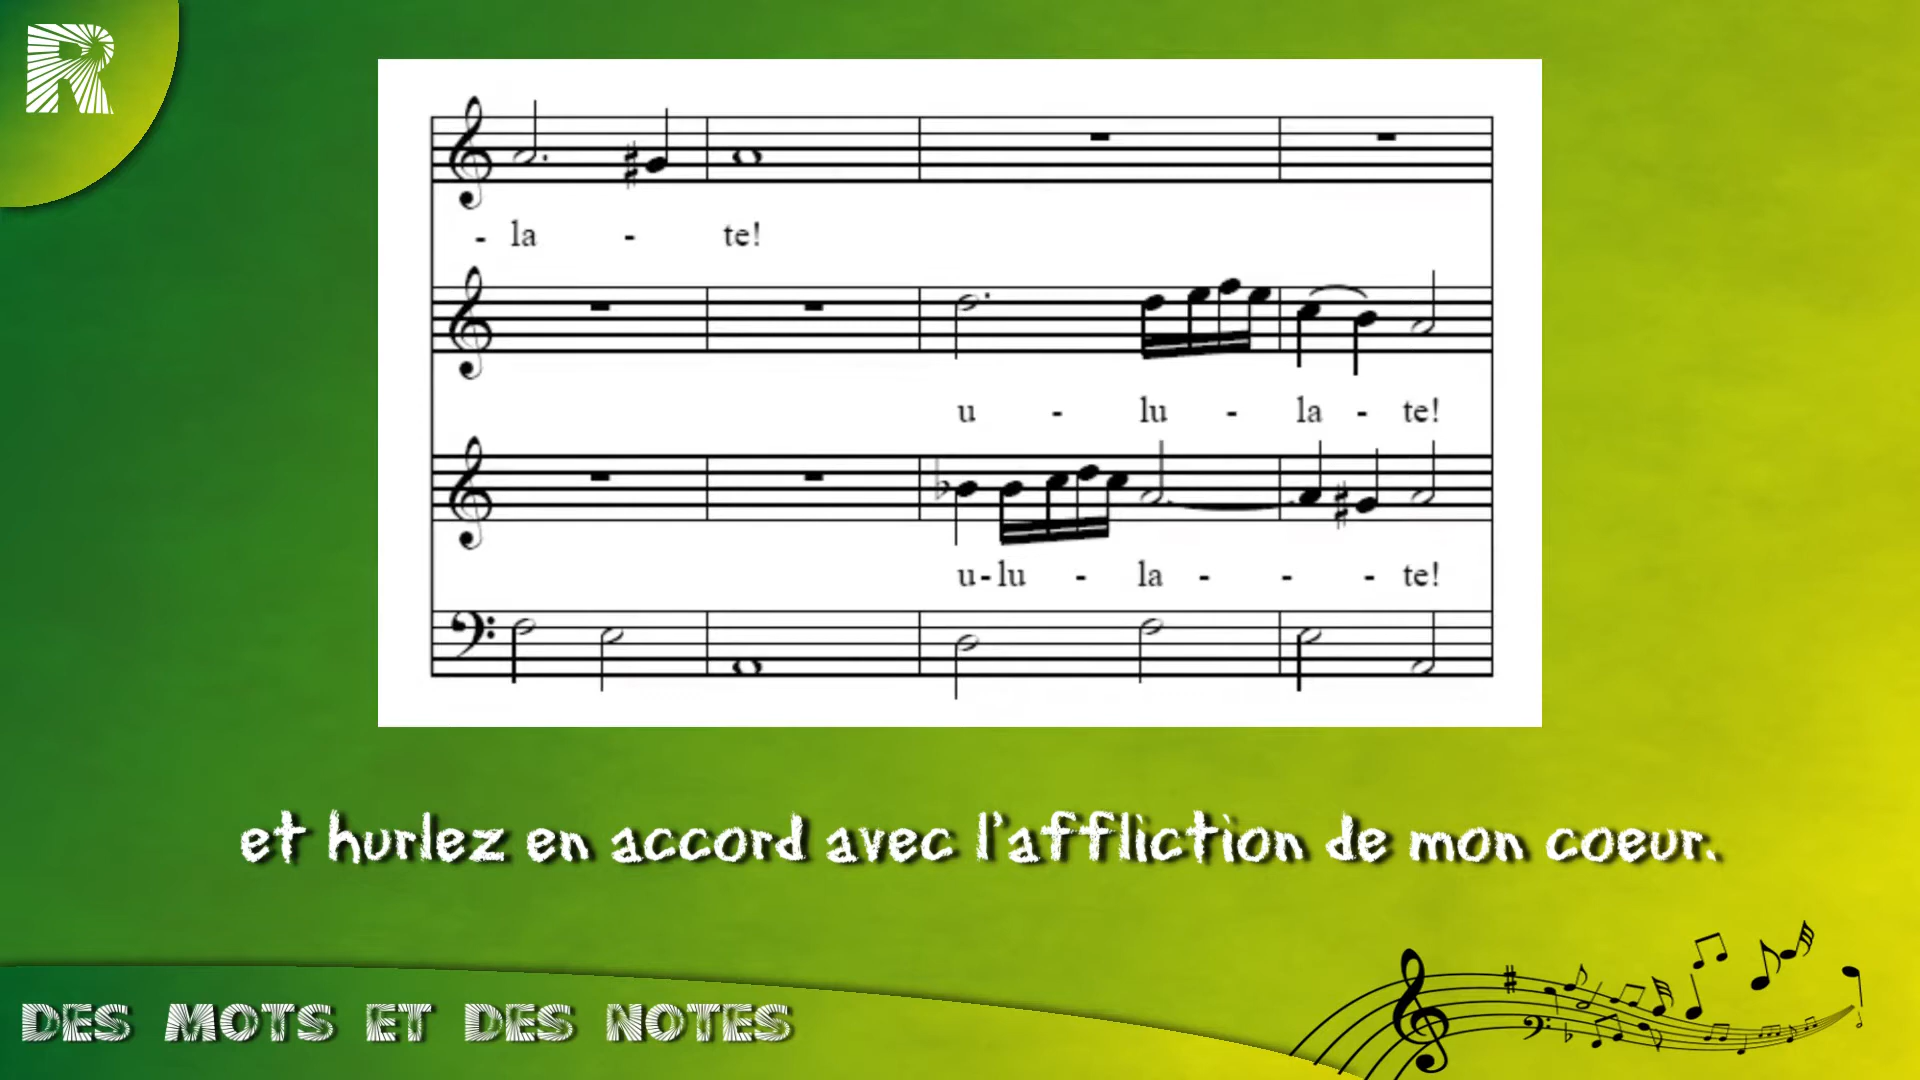 R
- la - te!
u - lu - la - te!
u - lu - la - - - te!
et hurlez en accord avec l'affliction de mon coeur.
DES MOTS ET DES NOTES